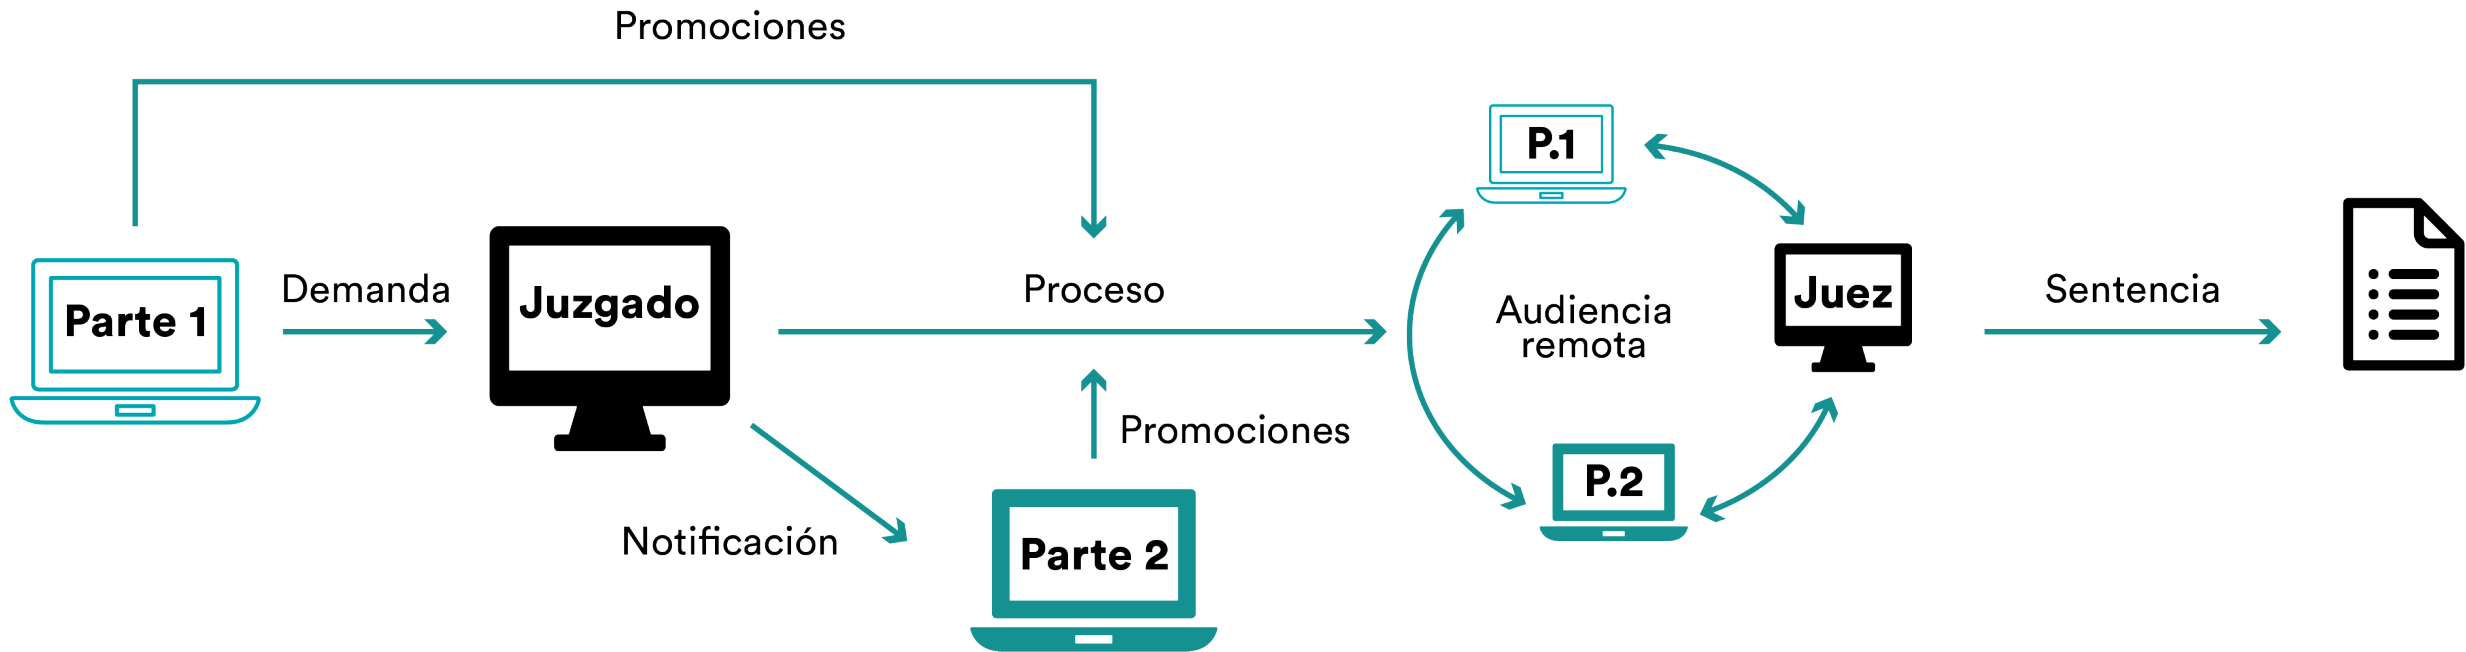 Promociones
Parte 1
Demanda
Juzgado
Proceso
Promociones
Notificación
Parte 2
P.1
Audiencia
remota
Juez
P.2
Sentencia